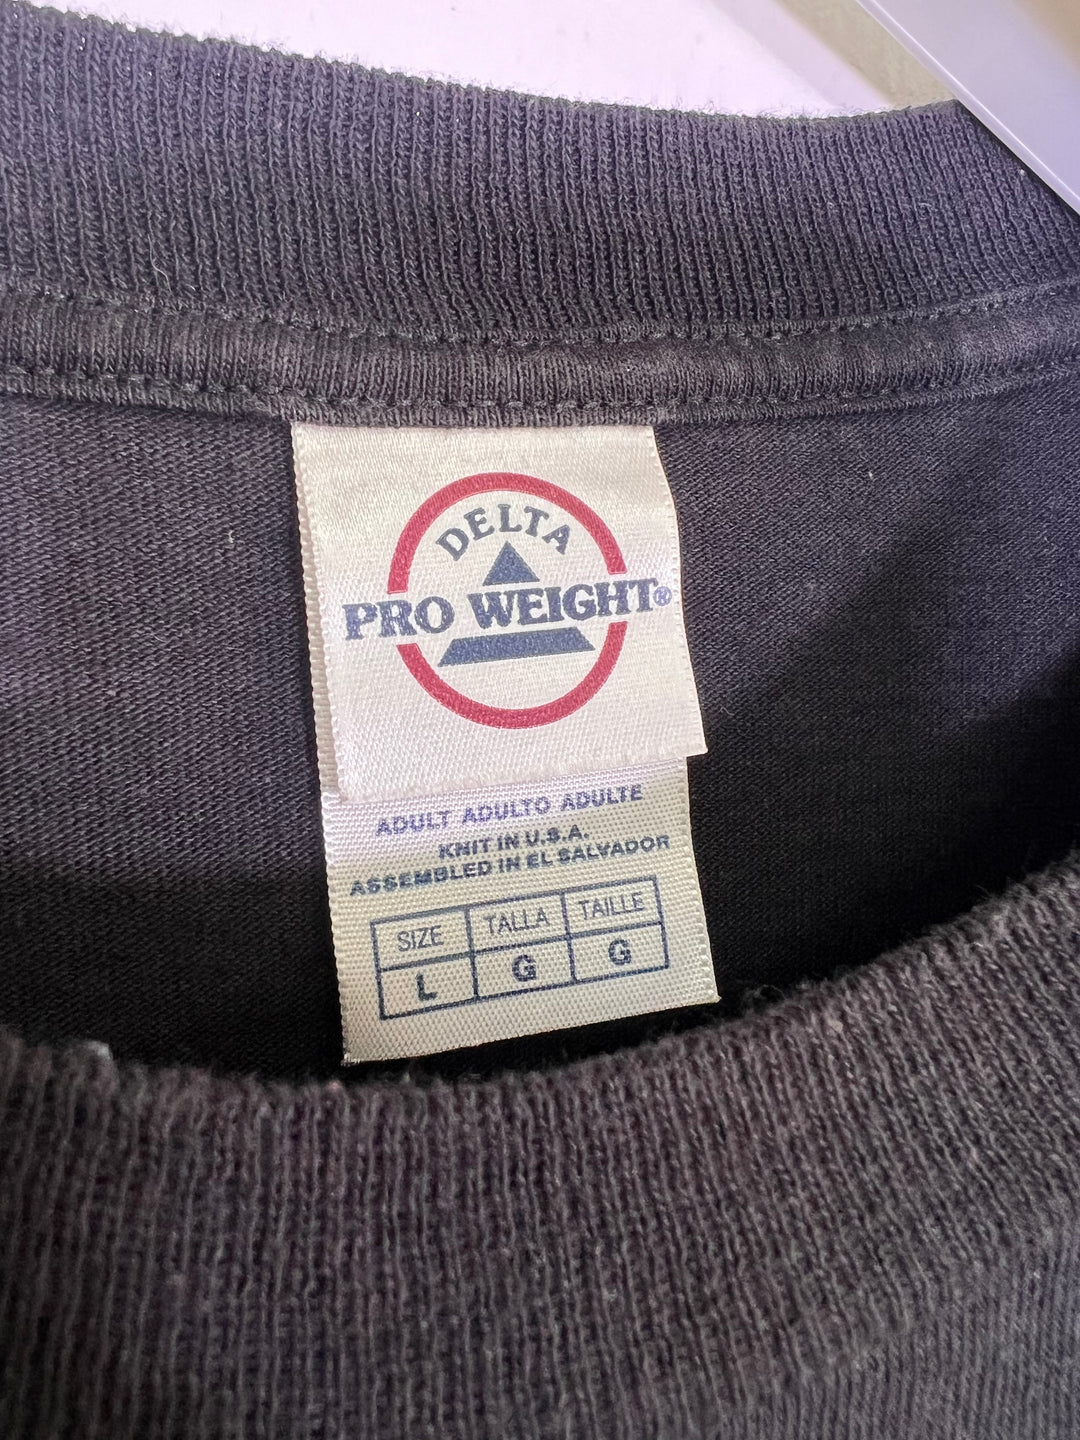 DELTA
PRO WEIGHT®
ADULT ADULTO ADULTE
KNIT IN U.S.A.
ASSEMBLED IN EL SALVADOR
SIZE TALLA TAILLE
L G G